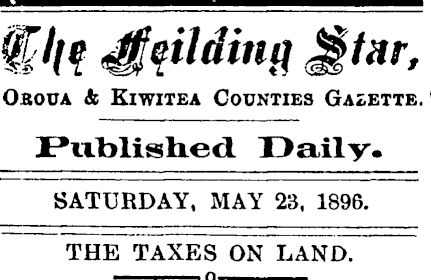 The Feilding Star,
OROUA & KIWITEA COUNTIES GAZETTE.
Published Daily.
SATURDAY, MAY 23, 1896.
THE TAXES ON LAND.